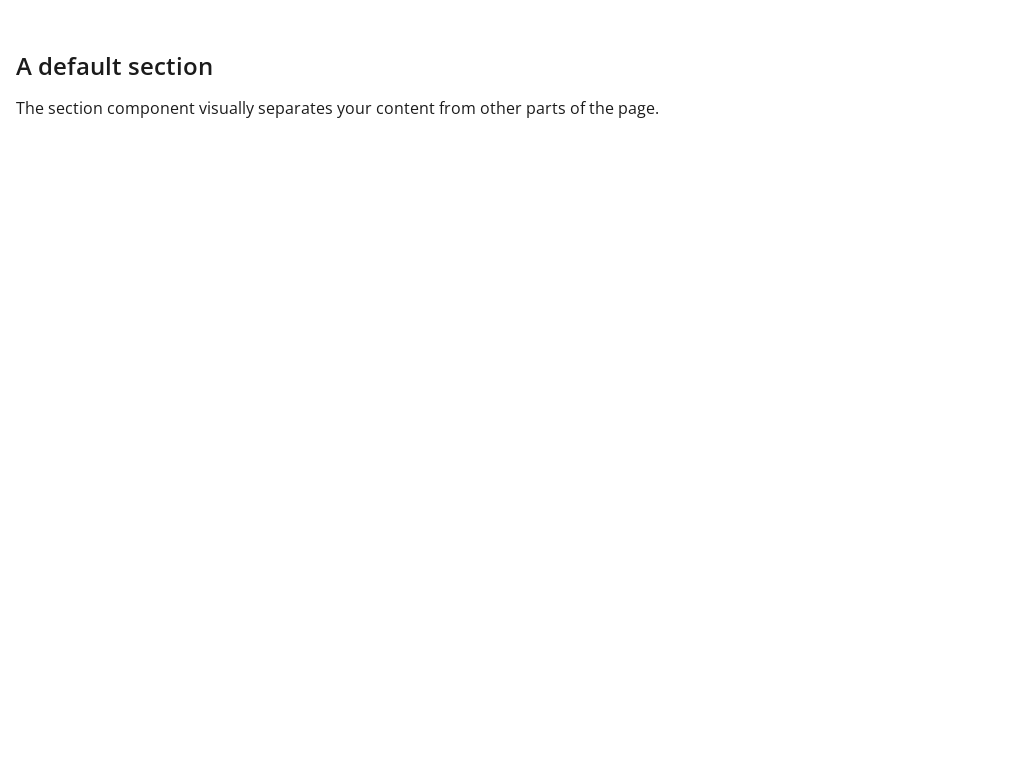 A default section
The section component visually separates your content from other parts of the page.